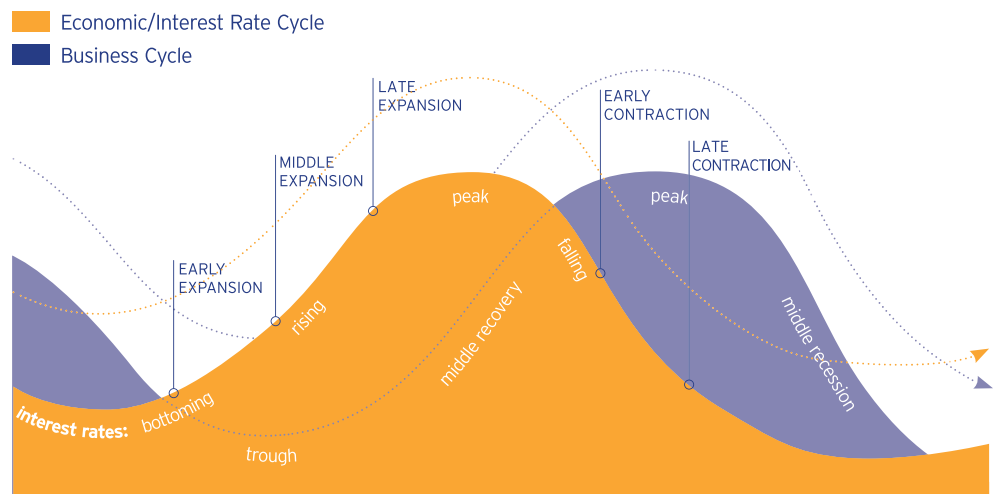 Economic/Interest Rate Cycle
Business Cycle
LATE
EXPANSION
EARLY
CONTRACTION
MIDDLE
EXPANSION
LATE
CONTRACTION
EARLY
EXPANSION
peak
peak
falling
rising
middle recovery
middle recession
interest rates:
bottoming
trough